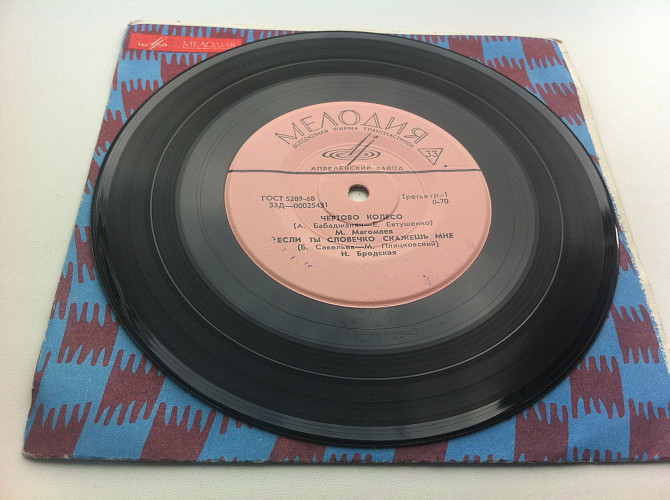 МЕЛОДИЯ
МЕЛОДИЯ
ВСЕСОЮЗНАЯ ФИРМА ГРАМПЛАСТИНОК
33
АПРЕЛЕВСКИЙ ЗАВОД
ГОСТ 5289-68
33Д—00025431
Третья гр.-1
0-70
ЧЕРТОВО КОЛЕСО
(А. Бабаджанян—Е. Евтушенко)
М. Магомаев
ЕСЛИ ТЫ СЛОВЕЧКО СКАЖЕШЬ МНЕ
(Б. Савельев—М. Пляцковский)
Н. Бродская